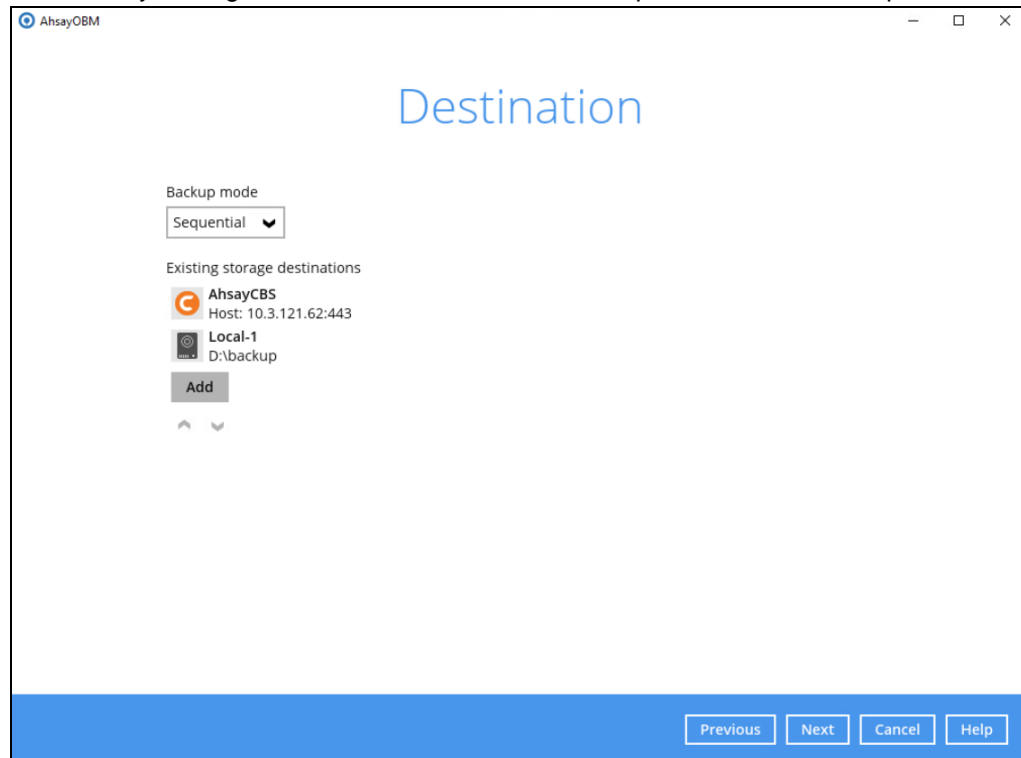 AhsayOBM
Destination
Backup mode
Sequential
Existing storage destinations
AhsayCBS
Host: 10.3.121.62:443
Local-1
D:\backup
Add
Previous Next Cancel Help